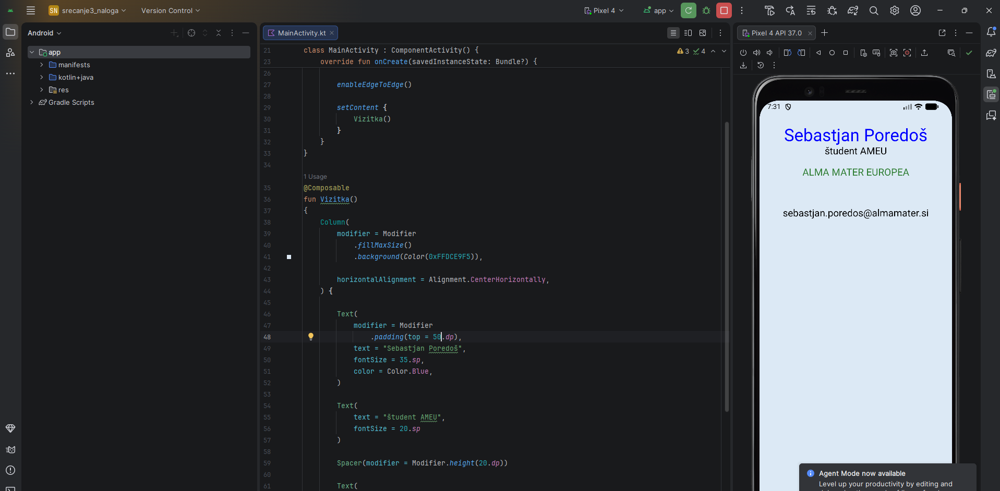 SN srecanje3_naloga Version Control Pixel 4 app
Android
app
manifests
kotlin+java
res
Gradle Scripts
MainActivity.kt
3 4
21 class MainActivity : ComponentActivity() {
23 override fun onCreate(savedInstanceState: Bundle?) {
26
27 enableEdgeToEdge()
28
29 setContent {
30 Vizitka()
31 }
32 }
33 }
34
1 Usage
35 @Composable
36 fun Vizitka()
37 {
38 Column(
39 modifier = Modifier
40 .fillMaxSize()
41 .background(Color(0xFFDCE9F5)),
42
43 horizontalAlignment = Alignment.CenterHorizontally,
44 ) {
45
46 Text(
47 modifier = Modifier
48 .padding(top = 50.dp),
49 text = "Sebastjan Poredoš",
50 fontSize = 35.sp,
51 color = Color.Blue,
52 )
53
54 Text(
55 text = "študent AMEU",
56 fontSize = 20.sp
57 )
58
59 Spacer(modifier = Modifier.height(20.dp))
60
61 Text(
Pixel 4 API 37.0
7:31
Sebastjan Poredoš
študent AMEU
ALMA MATER EUROPEA
sebastjan.poredos@almamater.si
Agent Mode now available
Level up your productivity by editing and